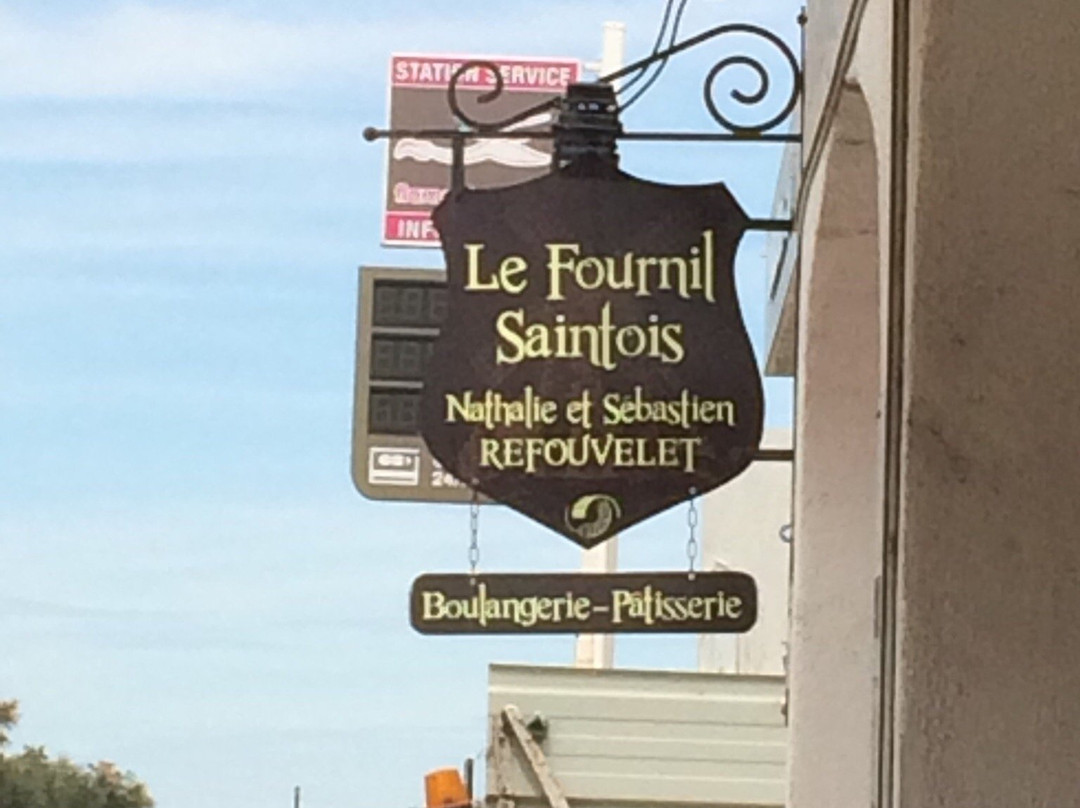 STATION SERVICE
Le Fournil
Saintois
Nathalie et Sébastien
REFOUVELET
Boulangerie-Pâtisserie